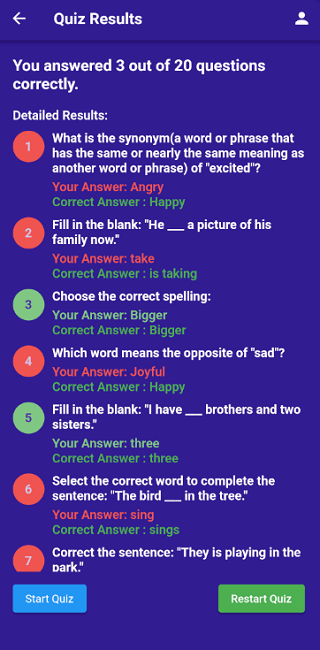 Quiz Results
You answered 3 out of 20 questions
correctly.
Detailed Results:
1
What is the synonym(a word or phrase that
has the same or nearly the same meaning as
another word or phrase) of "excited"?
Your Answer: Angry
Correct Answer : Happy
2
Fill in the blank: "He ___ a picture of his
family now."
Your Answer: take
Correct Answer : is taking
3
Choose the correct spelling:
Your Answer: Bigger
Correct Answer : Bigger
4
Which word means the opposite of "sad"?
Your Answer: Joyful
Correct Answer : Happy
5
Fill in the blank: "I have ___ brothers and two
sisters."
Your Answer: three
Correct Answer : three
6
Select the correct word to complete the
sentence: "The bird ___ in the tree."
Your Answer: sing
Correct Answer : sings
7
Correct the sentence: "They is playing in the
park."
Start Quiz
Restart Quiz